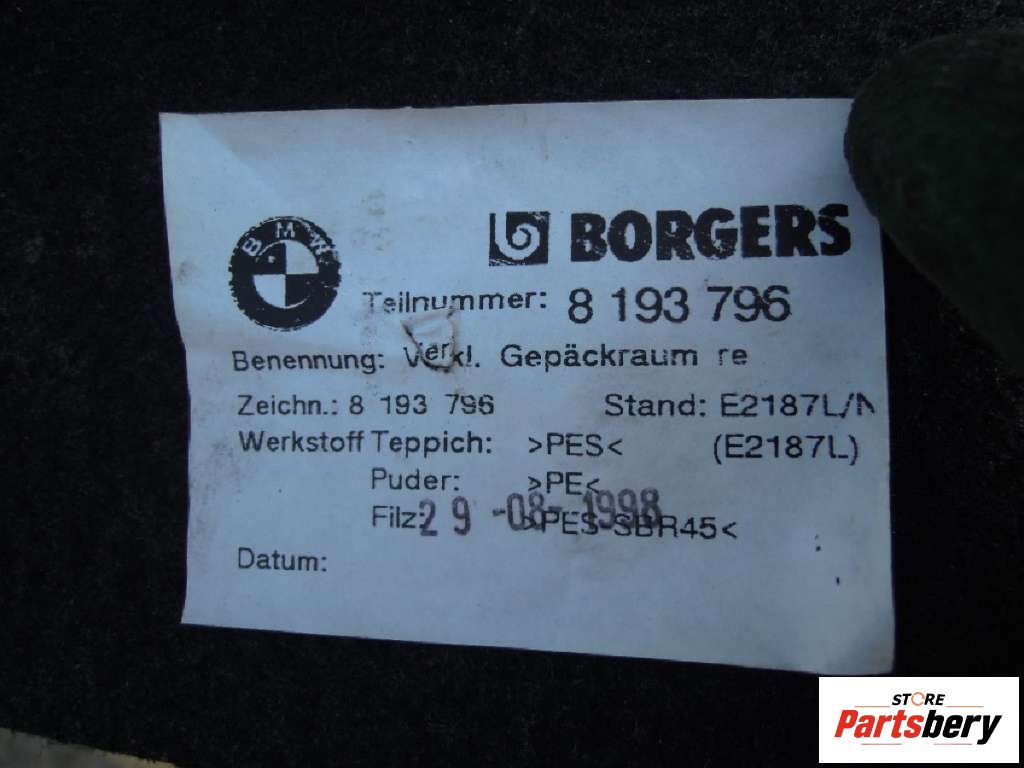 BMW
BORGERS
Teilnummer: 8 193 796
Benennung: Verkl. Gepäckraum re
Zeichn.: 8 193 796 Stand: E2187L/N
Werkstoff Teppich: >PES< (E2187L)
Puder: >PE<
Filz: >PES-SBR45<
29-08-1998
Datum:
STORE
Partsbery